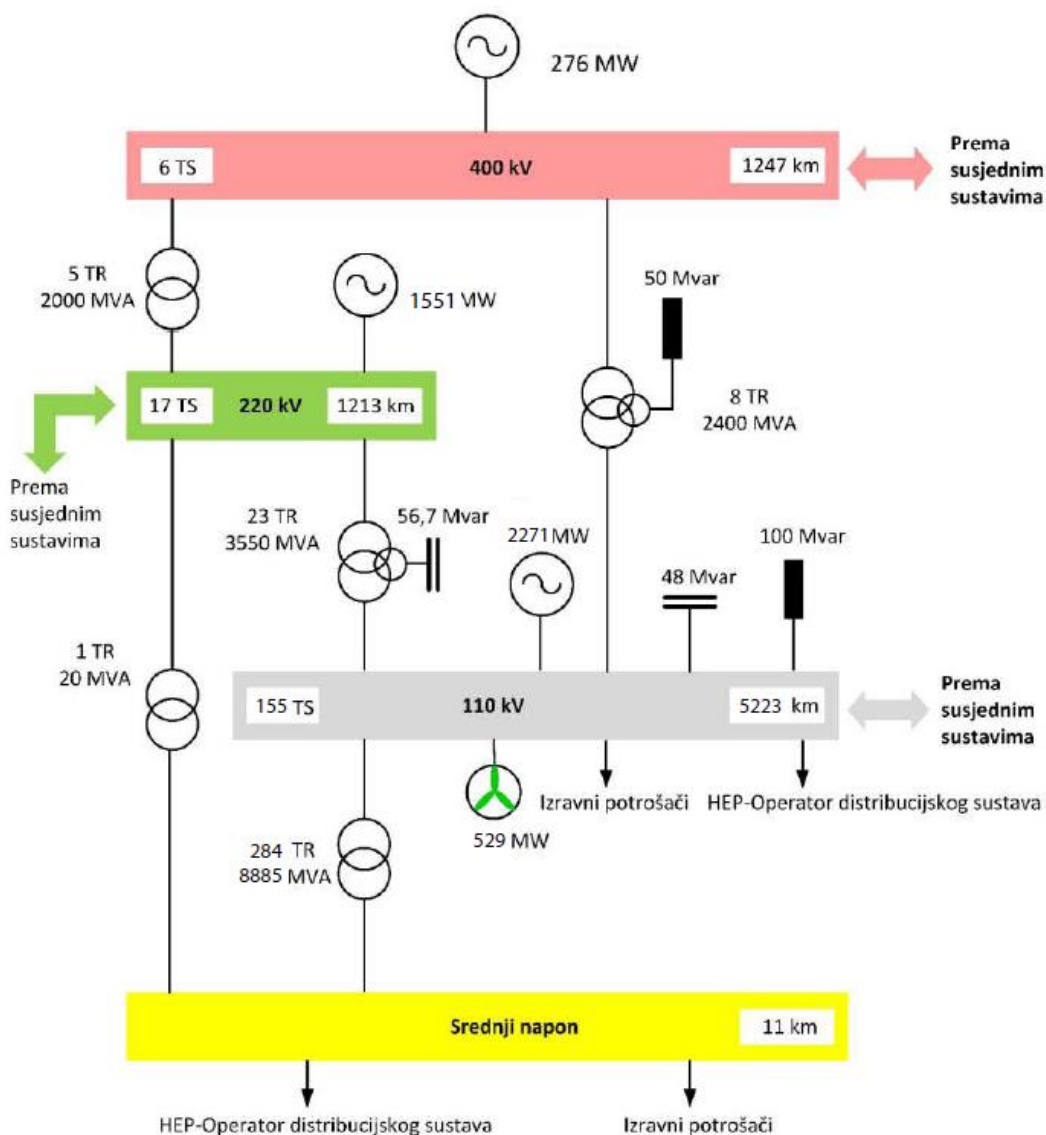 276 MW
6 TS
400 kV
1247 km
Prema
susjednim
sustavima
5 TR
2000 MVA
1551 MW
50 Mvar
8 TR
2400 MVA
17 TS
220 kV
1213 km
Prema
susjednim
sustavima
23 TR
3550 MVA
56,7 Mvar
2271 MW
48 Mvar
100 Mvar
1 TR
20 MVA
155 TS
110 kV
5223 km
Prema
susjednim
sustavima
529 MW
Izravni potrošači
HEP-Operator distribucijskog sustava
284 TR
8885 MVA
Srednji napon
11 km
HEP-Operator distribucijskog sustava
Izravni potrošači